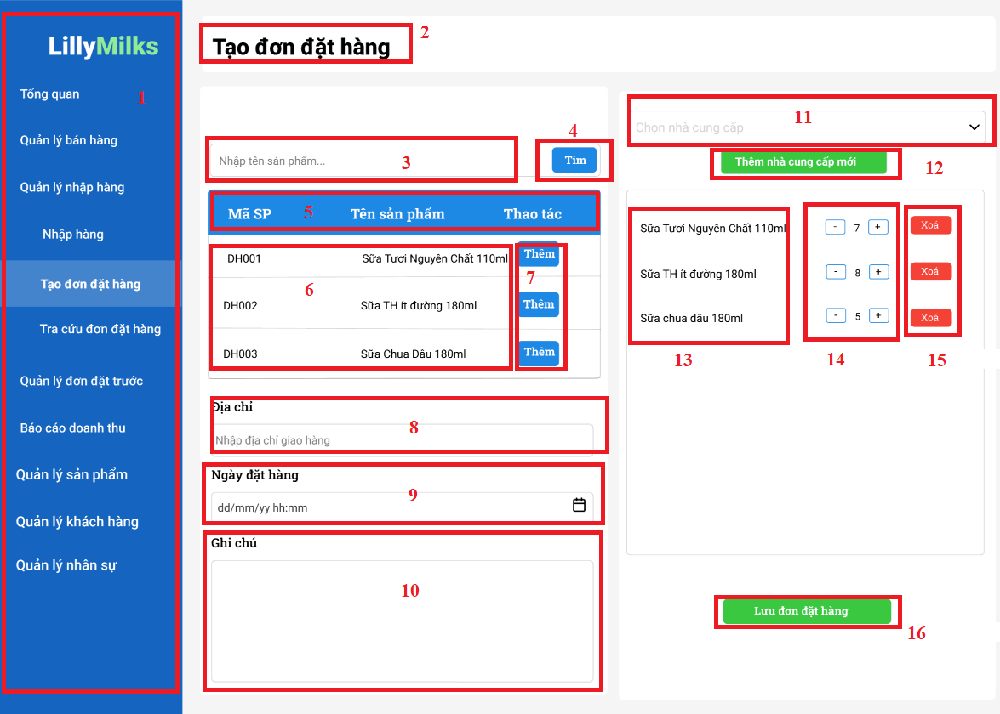 LillyMilks
Tổng quan
1
Quản lý bán hàng
Quản lý nhập hàng
Nhập hàng
Tạo đơn đặt hàng
Tra cứu đơn đặt hàng
Quản lý đơn đặt trước
Báo cáo doanh thu
Quản lý sản phẩm
Quản lý khách hàng
Quản lý nhân sự
Tạo đơn đặt hàng
2
Nhập tên sản phẩm...
3
4
Tìm
Mã SP 5 Tên sản phẩm Thao tác
DH001 Sữa Tươi Nguyên Chất 110ml Thêm
6 7
DH002 Sữa TH ít đường 180ml Thêm
DH003 Sữa Chua Dâu 180ml Thêm
Địa chỉ
8
Nhập địa chỉ giao hàng
Ngày đặt hàng
9
dd/mm/yy hh:mm
Ghi chú
10
Chọn nhà cung cấp
11
Thêm nhà cung cấp mới
12
Sữa Tươi Nguyên Chất 110ml - 7 + Xoá
Sữa TH ít đường 180ml - 8 + Xoá
Sữa chua dâu 180ml - 5 + Xoá
13 14 15
Lưu đơn đặt hàng
16